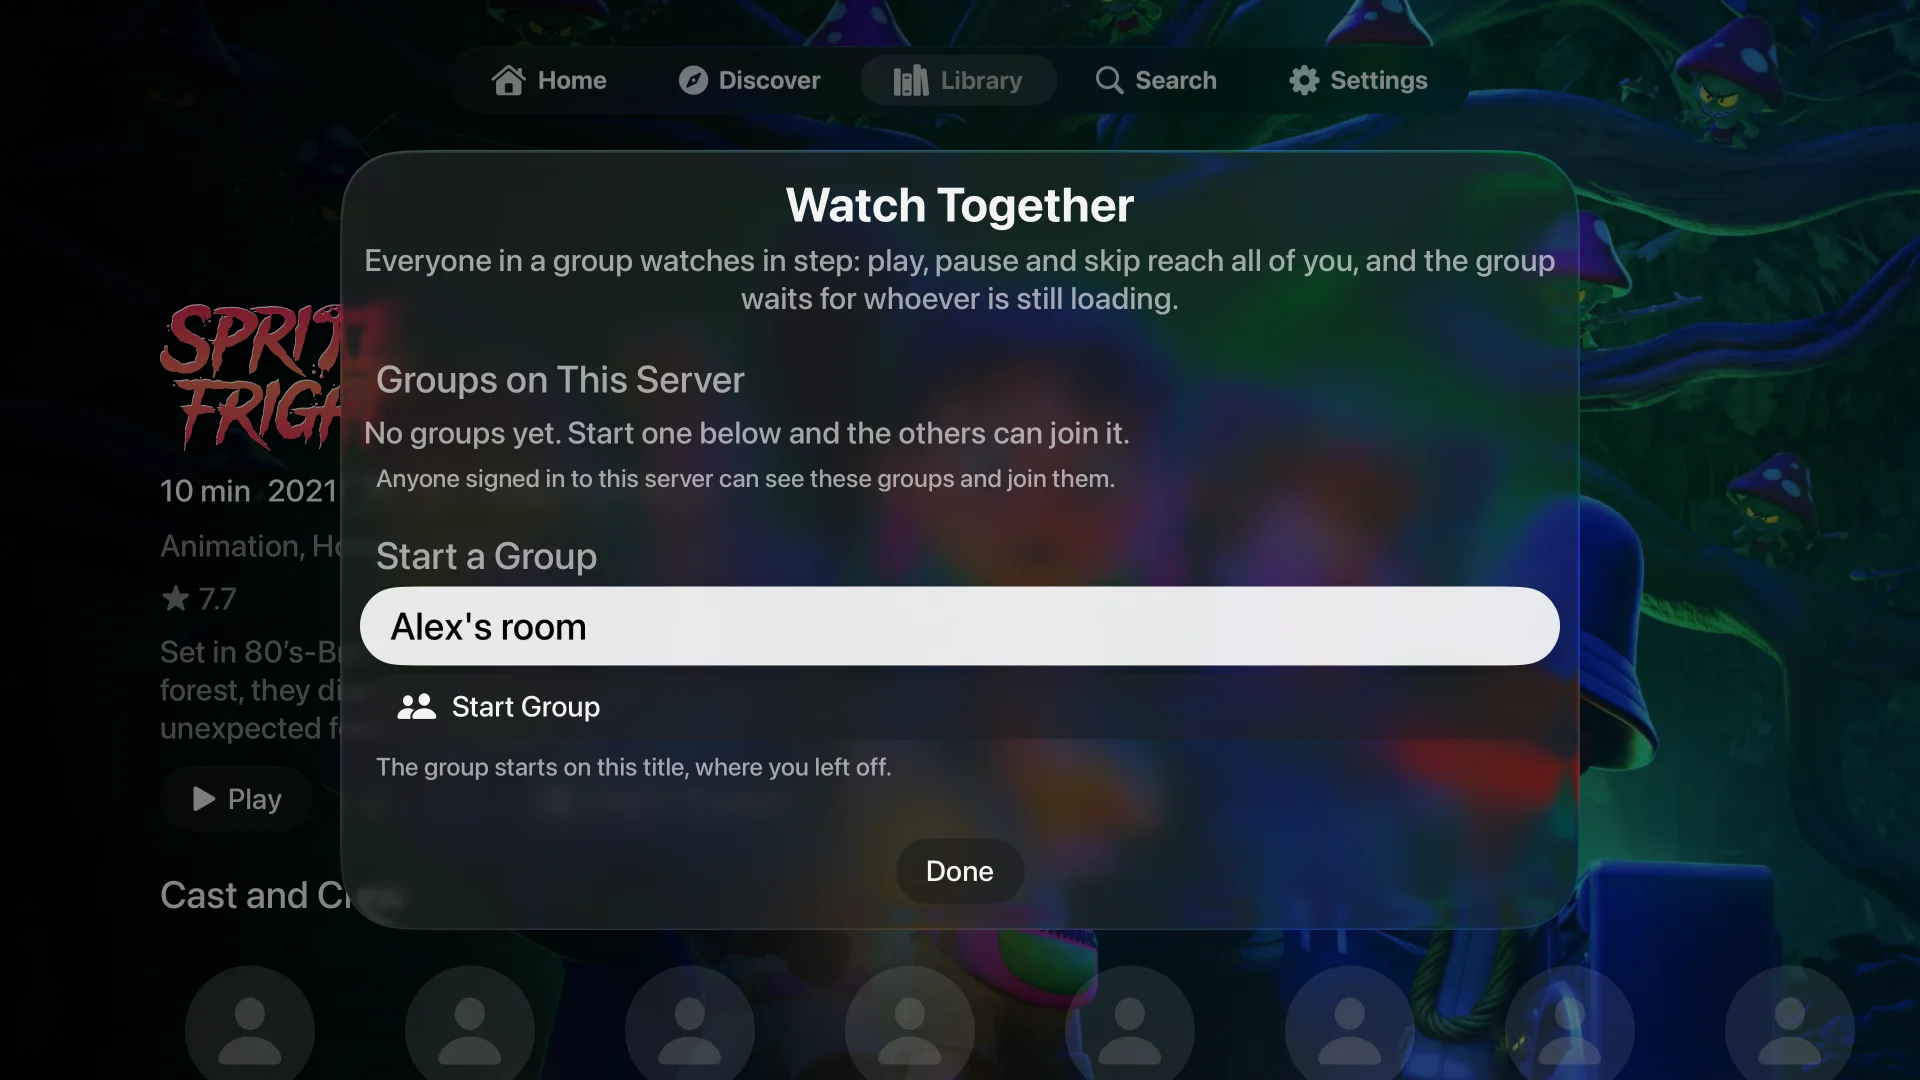 Home
Discover
Library
Search
Settings
Watch Together
Everyone in a group watches in step: play, pause and skip reach all of you, and the group
waits for whoever is still loading.
Groups on This Server
No groups yet. Start one below and the others can join it.
Anyone signed in to this server can see these groups and join them.
Start a Group
Alex's room
Start Group
The group starts on this title, where you left off.
Done
10 min 2021
Animation,
7.7
Set in 80’s-
forest, they
unexpected
Play
Cast and